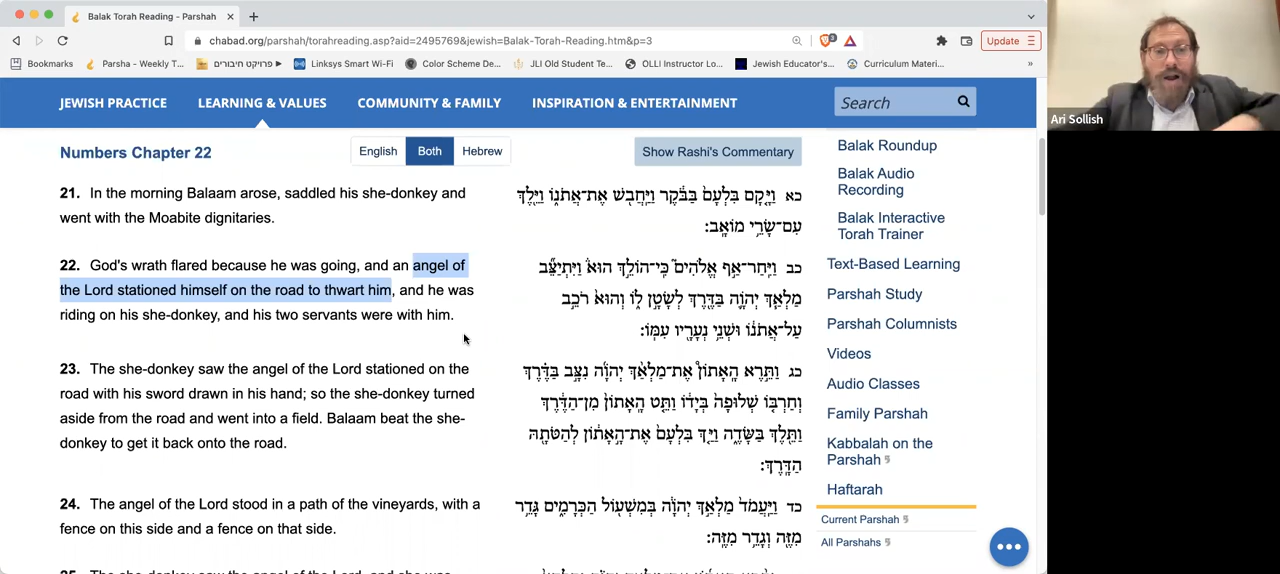 Balak Torah Reading - Parshah
chabad.org/parshah/torahreading.asp?aid=2495769&jewish=Balak-Torah-Reading.htm&p=3
3
Update
Bookmarks
Parsha - Weekly T...
פרוייקט חיבורים
Linksys Smart Wi-Fi
Color Scheme De...
JLI Old Student Te...
OLLI Instructor Lo...
Jewish Educator's...
Curriculum Materi...
»
Ari Sollish
JEWISH PRACTICE
LEARNING & VALUES
COMMUNITY & FAMILY
INSPIRATION & ENTERTAINMENT
Search
Numbers Chapter 22
English
Both
Hebrew
Show Rashi's Commentary
21. In the morning Balaam arose, saddled his she-donkey and
went with the Moabite dignitaries.
כא וַיָּ֤קׇם בִּלְעָם֙ בַּבֹּ֔קֶר וַיַּֽחֲבֹ֖שׁ אֶת־אֲתֹנ֑וֹ וַיֵּ֖לֶךְ
עִם־שָׂרֵ֥י מוֹאָֽב:
22. God's wrath flared because he was going, and an angel of
the Lord stationed himself on the road to thwart him, and he was
riding on his she-donkey, and his two servants were with him.
כב וַיִּֽחַר־אַ֣ף אֱלֹהִים֘ כִּֽי־הוֹלֵ֣ךְ הוּא֒ וַיִּתְיַצֵּ֞ב
מַלְאַ֧ךְ יְהֹוָ֛ה בַּדֶּ֖רֶךְ לְשָׂטָ֣ן ל֑וֹ וְהוּא֙ רֹכֵ֣ב
עַל־אֲתֹנ֔וֹ וּשְׁנֵ֥י נְעָרָ֖יו עִמּֽוֹ:
23. The she-donkey saw the angel of the Lord stationed on the
road with his sword drawn in his hand; so the she-donkey turned
aside from the road and went into a field. Balaam beat the she-
donkey to get it back onto the road.
כג וַתֵּ֣רֶא הָֽאָתוֹן֩ אֶת־מַלְאַ֨ךְ יְהֹוָ֜ה נִצָּ֣ב בַּדֶּ֗רֶךְ
וְחַרְבּ֤וֹ שְׁלוּפָה֙ בְּיָד֔וֹ וַתֵּ֤ט הָֽאָתוֹן֙ מִן־הַדֶּ֔רֶךְ
וַתֵּ֖לֶךְ בַּשָּׂדֶ֑ה וַיַּ֤ךְ בִּלְעָם֙ אֶת־הָ֣אָת֔וֹן לְהַטֹּתָ֖הּ
הַדָּֽרֶךְ:
24. The angel of the Lord stood in a path of the vineyards, with a
fence on this side and a fence on that side.
כד וַֽיַּעֲמֹד֙ מַלְאַ֣ךְ יְהֹוָ֔ה בְּמִשְׁע֖וֹל הַכְּרָמִ֑ים גָּדֵ֥ר
מִזֶּ֖ה וְגָדֵ֥ר מִזֶּֽה:
Balak Roundup
Balak Audio
Recording
Balak Interactive
Torah Trainer
Text-Based Learning
Parshah Study
Parshah Columnists
Videos
Audio Classes
Family Parshah
Kabbalah on the
Parshah
Haftarah
Current Parshah
All Parshahs